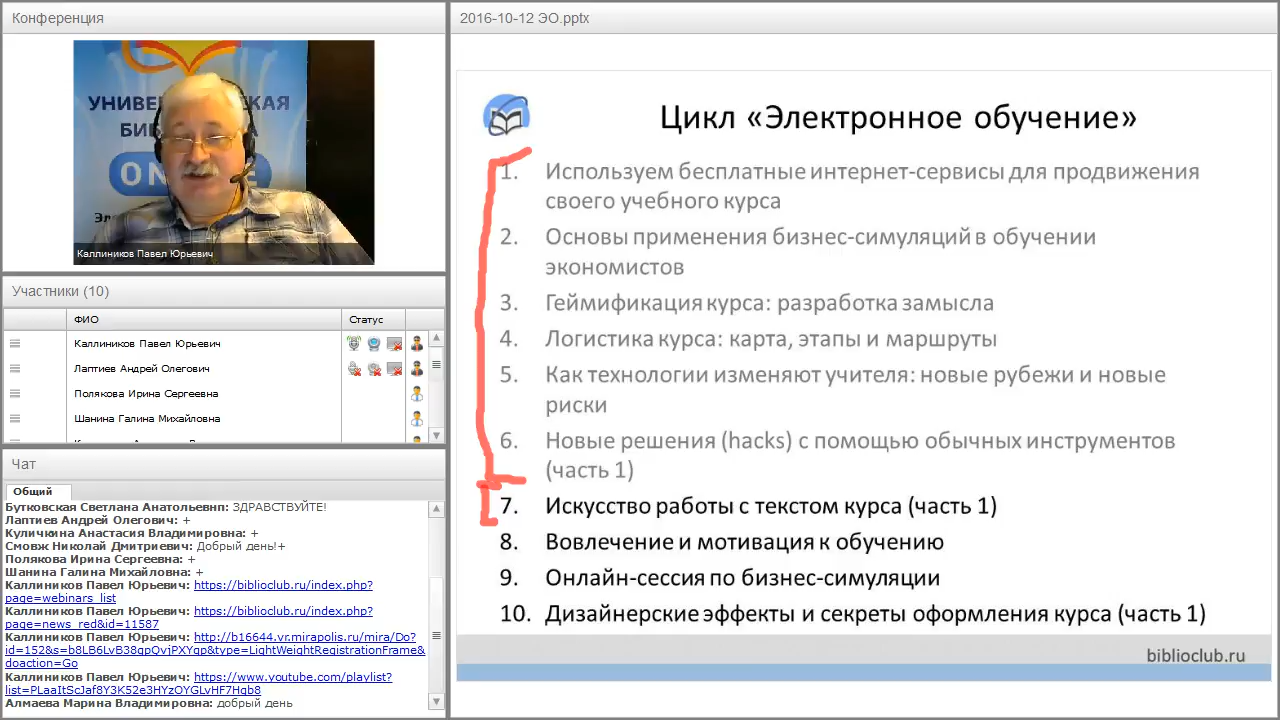 Конференция
УНИВЕР
СКАЯ
БИБ
Каллиников Павел Юрьевич
Участники (10)
ФИО
Статус
Каллиников Павел Юрьевич
Лаптиев Андрей Олегович
Полякова Ирина Сергеевна
Шанина Галина Михайловна
Чат
Общий
Бутковская Светлана Анатольевнп: ЗДРАВСТВУЙТЕ!
Лаптиев Андрей Олегович: +
Куличкина Анастасия Владимировна: +
Смовж Николай Дмитриевич: Добрый день!+
Полякова Ирина Сергеевна: +
Шанина Галина Михайловна: +
Каллиников Павел Юрьевич: https://biblioclub.ru/index.php?
page=webinars_list
Каллиников Павел Юрьевич: https://biblioclub.ru/index.php?
page=news_red&id=11587
Каллиников Павел Юрьевич: http://b16644.vr.mirapolis.ru/mira/Do?
id=152&s=b8LB6LvB38qpQvjPXYqp&type=LightWeightRegistrationFrame&
doaction=Go
Каллиников Павел Юрьевич: https://www.youtube.com/playlist?
list=PLaaItScJaf8Y3K52e3HYzOYGLvHF7Hqb8
Алмаева Марина Владимировна: добрый день
2016-10-12 ЭО.pptx
Цикл «Электронное обучение»
1. Используем бесплатные интернет-сервисы для продвижения
своего учебного курса
2. Основы применения бизнес-симуляций в обучении
экономистов
3. Геймификация курса: разработка замысла
4. Логистика курса: карта, этапы и маршруты
5. Как технологии изменяют учителя: новые рубежи и новые
риски
6. Новые решения (hacks) с помощью обычных инструментов
(часть 1)
7. Искусство работы с текстом курса (часть 1)
8. Вовлечение и мотивация к обучению
9. Онлайн-сессия по бизнес-симуляции
10. Дизайнерские эффекты и секреты оформления курса (часть 1)
biblioclub.ru